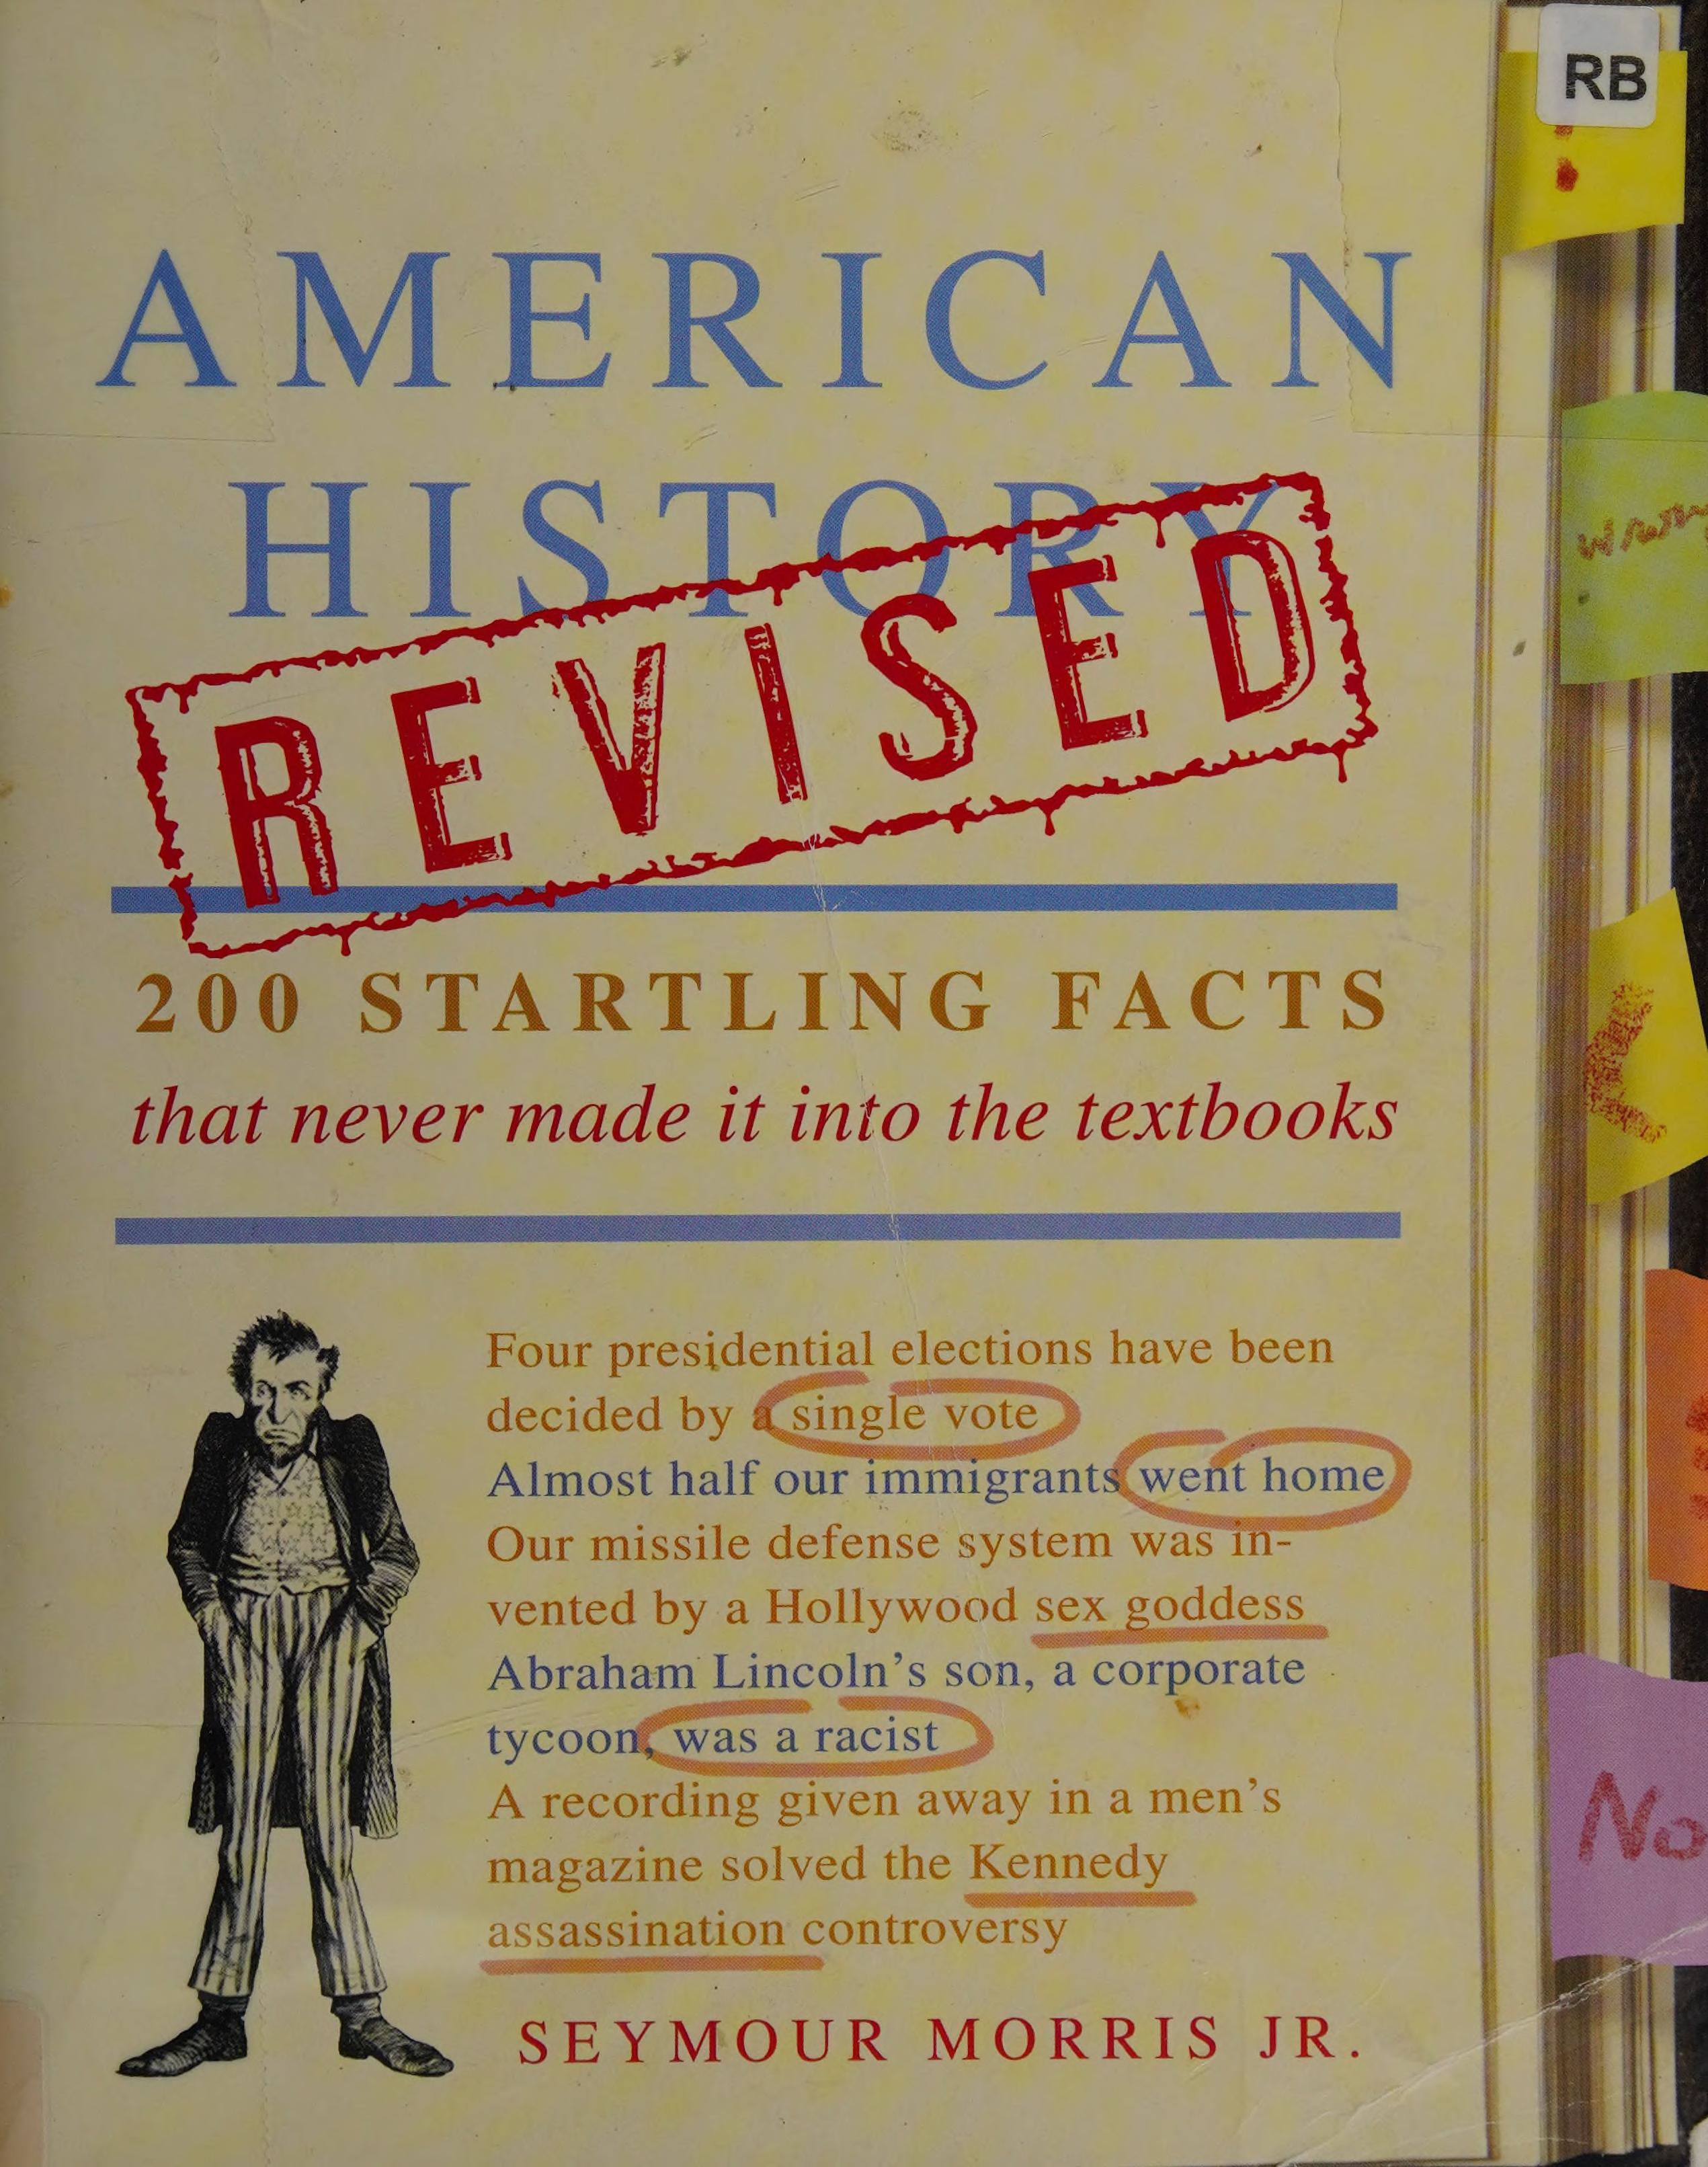 RB
AMERICAN
HISTORY
REVISED
200 STARTLING FACTS
that never made it into the textbooks
Four presidential elections have been
decided by a single vote
Almost half our immigrants went home
Our missile defense system was in-
vented by a Hollywood sex goddess
Abraham Lincoln's son, a corporate
tycoon, was a racist
A recording given away in a men's
magazine solved the Kennedy
assassination controversy
SEYMOUR MORRIS JR.
No